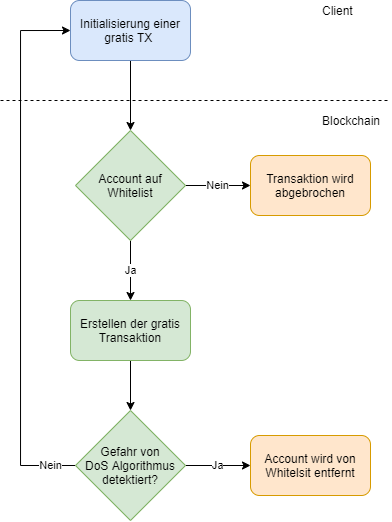 Client
Initialisierung einer
gratis TX
Blockchain
Account auf
Whitelist
Nein
Transaktion wird
abgebrochen
Ja
Erstellen der gratis
Transaktion
Gefahr von
DoS Algorithmus
detektiert?
Nein
Ja
Account wird von
Whitelsit entfernt